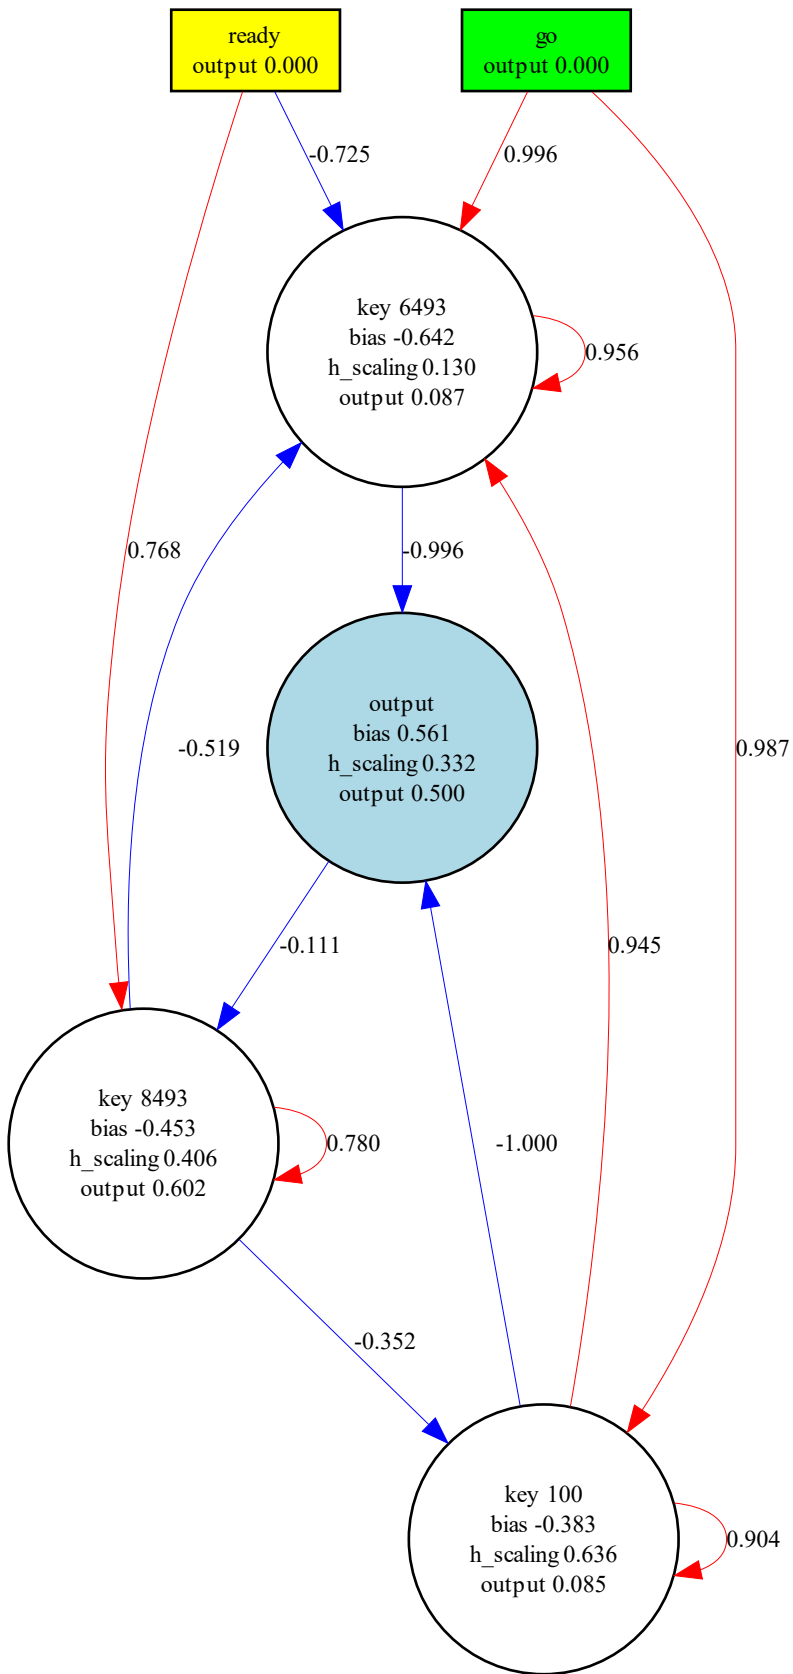 ready
output 0.000
go
output 0.000
-0.725
0.996
key 6493
bias -0.642
h_scaling 0.130
output 0.087
0.956
0.768
-0.996
output
bias 0.561
h_scaling 0.332
output 0.500
-0.519
0.987
-0.111
0.945
key 8493
bias -0.453
h_scaling 0.406
output 0.602
0.780
-1.000
-0.352
key 100
bias -0.383
h_scaling 0.636
output 0.085
0.904